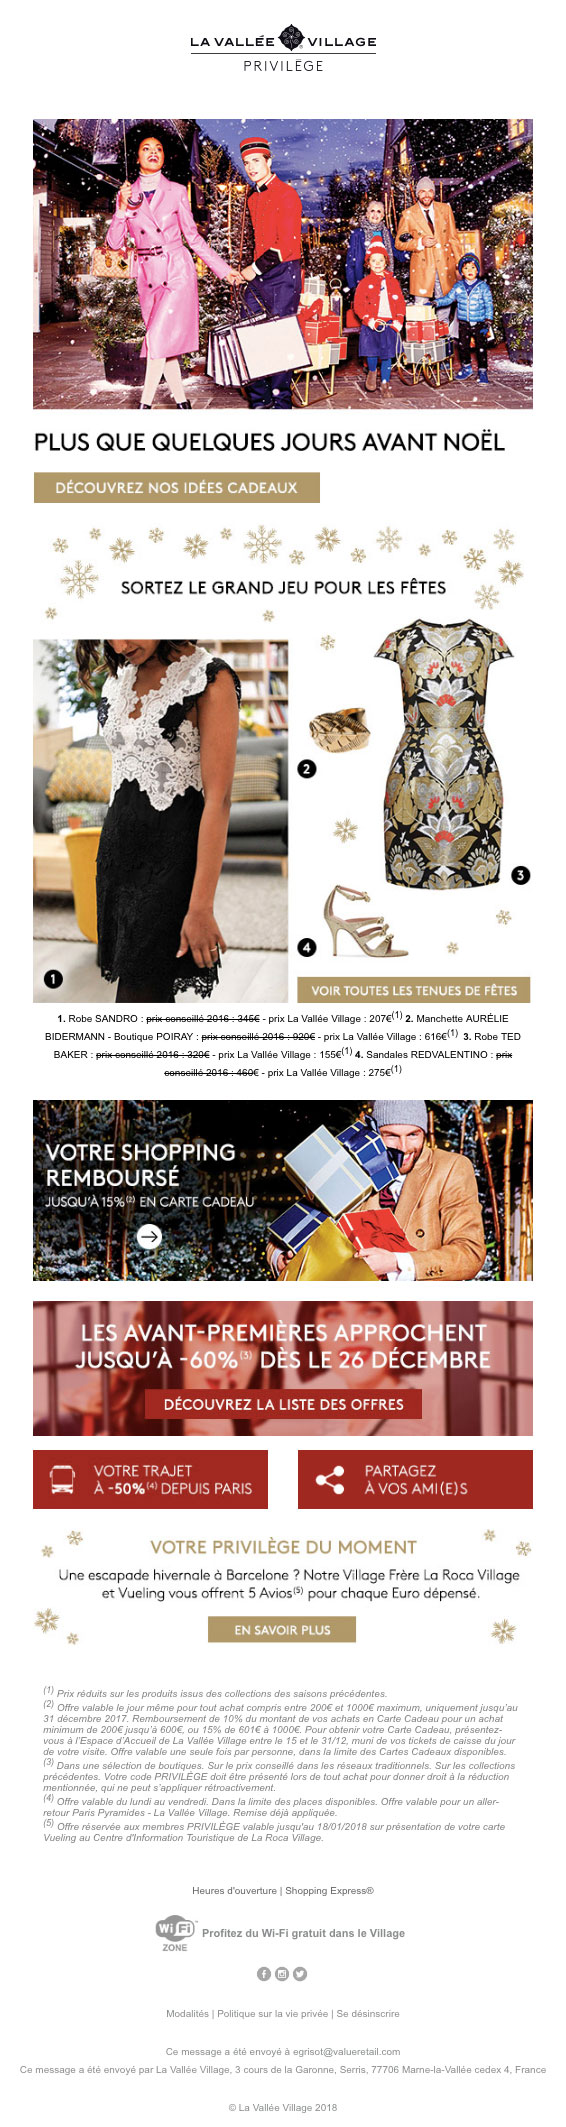 LA VALLÉE VILLAGE
PRIVILÈGE
PLUS QUE QUELQUES JOURS AVANT NOËL
DÉCOUVREZ NOS IDÉES CADEAUX
SORTEZ LE GRAND JEU POUR LES FÊTES
2
3
4
1
VOIR TOUTES LES TENUES DE FÊTES
1. Robe SANDRO : prix conseillé 2016 : 345€ - prix La Vallée Village : 207€(1) 2. Manchette AURÉLIE
BIDERMANN - Boutique POIRAY : prix conseillé 2016 : 920€ - prix La Vallée Village : 616€(1) 3. Robe TED
BAKER : prix conseillé 2016 : 320€ - prix La Vallée Village : 155€(1) 4. Sandales REDVALENTINO : prix
conseillé 2016 : 460€ - prix La Vallée Village : 275€(1)
VOTRE SHOPPING
REMBOURSÉ
JUSQU'À 15%(2) EN CARTE CADEAU
LES AVANT-PREMIÈRES APPROCHENT
JUSQU'À -60%(3) DÈS LE 26 DÉCEMBRE
DÉCOUVREZ LA LISTE DES OFFRES
VOTRE TRAJET
À -50%(4) DEPUIS PARIS
PARTAGEZ
À VOS AMI(E)S
VOTRE PRIVILÈGE DU MOMENT
Une escapade hivernale à Barcelone ? Notre Village Frère La Roca Village
et Vueling vous offrent 5 Avios(5) pour chaque Euro dépensé.
EN SAVOIR PLUS
(1) Prix réduits sur les produits issus des collections des saisons précédentes.
(2) Offre valable le jour même pour tout achat compris entre 200€ et 1000€ maximum, uniquement jusqu'au
31 décembre 2017. Remboursement de 10% du montant de vos achats en Carte Cadeau pour un achat
minimum de 200€ jusqu'à 600€, ou 15% de 601€ à 1000€. Pour obtenir votre Carte Cadeau, présentez-
vous à l'Espace d'Accueil de La Vallée Village entre le 15 et le 31/12, muni de vos tickets de caisse du jour
de votre visite. Offre valable une seule fois par personne, dans la limite des Cartes Cadeaux disponibles.
(3) Dans une sélection de boutiques. Sur le prix conseillé dans les réseaux traditionnels. Sur les collections
précédentes. Votre code PRIVILÈGE doit être présenté lors de tout achat pour donner droit à la réduction
mentionnée, qui ne peut s'appliquer rétroactivement.
(4) Offre valable du lundi au vendredi. Dans la limite des places disponibles. Offre valable pour un aller-
retour Paris Pyramides - La Vallée Village. Remise déjà appliquée.
(5) Offre réservée aux membres PRIVILÈGE valable jusqu'au 18/01/2018 sur présentation de votre carte
Vueling au Centre d'Information Touristique de La Roca Village.
Heures d'ouverture | Shopping Express®
Wi Fi
ZONE
Profitez du Wi-Fi gratuit dans le Village
Modalités | Politique sur la vie privée | Se désinscrire
Ce message a été envoyé à egrisot@valueretail.com
Ce message a été envoyé par La Vallée Village, 3 cours de la Garonne, Serris, 77706 Marne-la-Vallée cedex 4, France
© La Vallée Village 2018